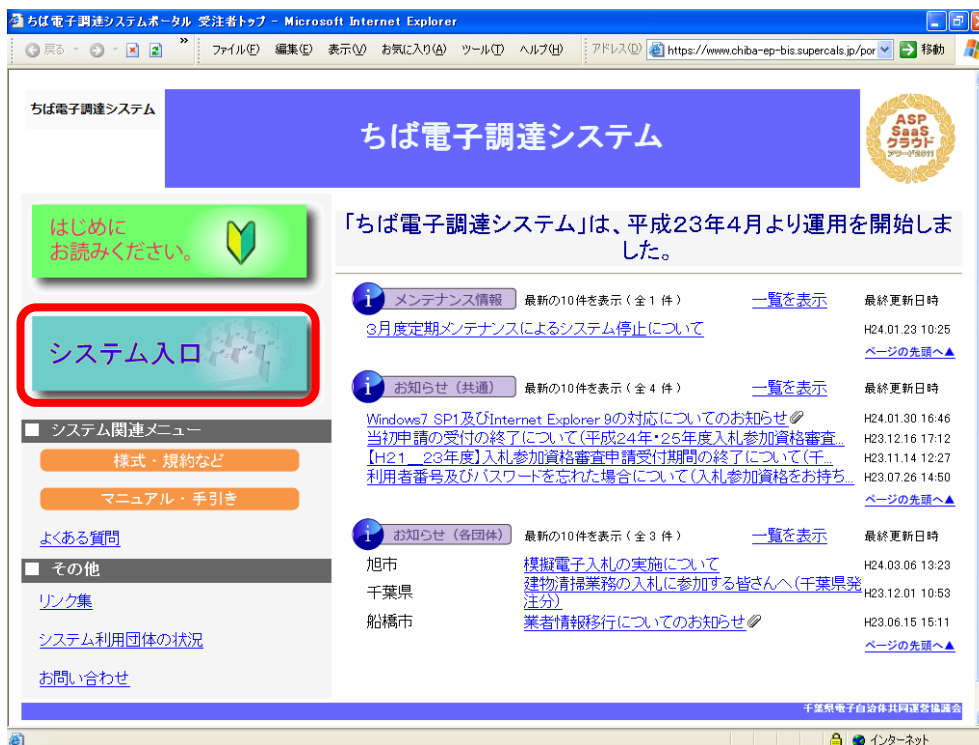 ちば電子調達システムポータル 受注者トップ - Microsoft Internet Explorer
戻る
ファイル(F) 編集(E) 表示(V) お気に入り(A) ツール(T) ヘルプ(H) アドレス(D) https://www.chiba-ep-bis.supercals.jp/por 移動
ちば電子調達システム
ちば電子調達システム
ASP
SaaS
クラウド
アワード2011
はじめに
お読みください。
「ちば電子調達システム」は、平成23年4月より運用を開始しま
した。
i メンテナンス情報 最新の10件を表示(全1件) 一覧を表示 最終更新日時
3月度定期メンテナンスによるシステム停止について H24.01.23 10:25
ページの先頭へ▲
システム入口
i お知らせ(共通) 最新の10件を表示(全4件) 一覧を表示 最終更新日時
Windows7 SP1及びInternet Explorer 9の対応についてのお知らせ H24.01.30 16:46
当初申請の受付の終了について(平成24年・25年度入札参加資格審査... H23.12.16 17:12
【H21__23年度】入札参加資格審査申請受付期間の終了について(千... H23.11.14 12:27
利用者番号及びパスワードを忘れた場合について(入札参加資格をお持ち... H23.07.26 14:50
ページの先頭へ▲
■ システム関連メニュー
様式・規約など
マニュアル・手引き
よくある質問
i お知らせ(各団体) 最新の10件を表示(全3件) 一覧を表示 最終更新日時
旭市 模擬電子入札の実施について H24.03.06 13:23
千葉県 建物清掃業務の入札に参加する皆さんへ(千葉県発
注分) H23.12.01 10:53
船橋市 業者情報移行についてのお知らせ H23.06.15 15:11
ページの先頭へ▲
■ その他
リンク集
システム利用団体の状況
お問い合わせ
千葉県電子自治体共同運営協議会
インターネット